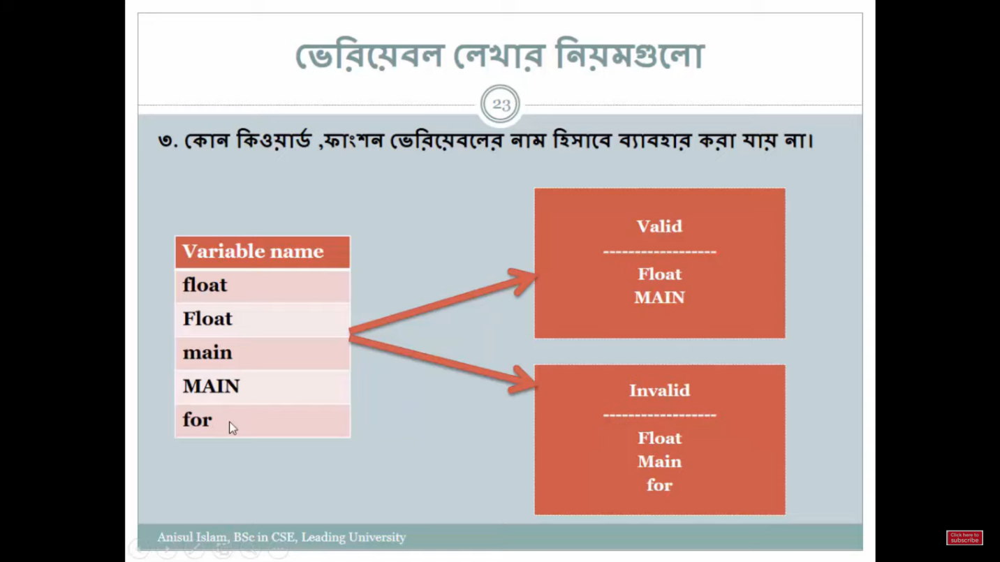 ভেরিয়েবল লেখার নিয়মগুলো
23
৩. কোন কিওয়ার্ড ,ফাংশন ভেরিয়েবলের নাম হিসাবে ব্যাবহার করা যায় না।
Variable name
float
Float
main
MAIN
for
Valid
------------------
Float
MAIN
Invalid
------------------
Float
Main
for
Anisul Islam, BSc in CSE, Leading University
Click here to
subscribe